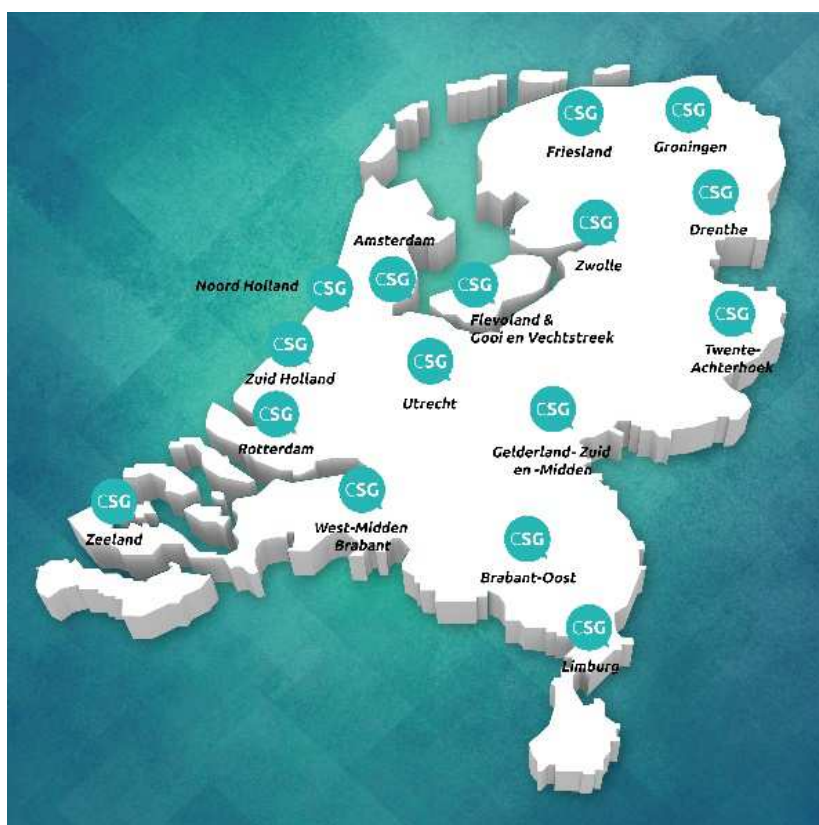 CSG
Friesland
CSG
Groningen
CSG
Drenthe
CSG
Zwolle
Amsterdam
CSG
Noord Holland
CSG
CSG
Flevoland &
Gooi en Vechtstreek
CSG
Twente-
Achterhoek
CSG
Zuid Holland
CSG
Utrecht
CSG
Rotterdam
CSG
Gelderland- Zuid
en -Midden
CSG
Zeeland
CSG
West-Midden
Brabant
CSG
Brabant-Oost
CSG
Limburg